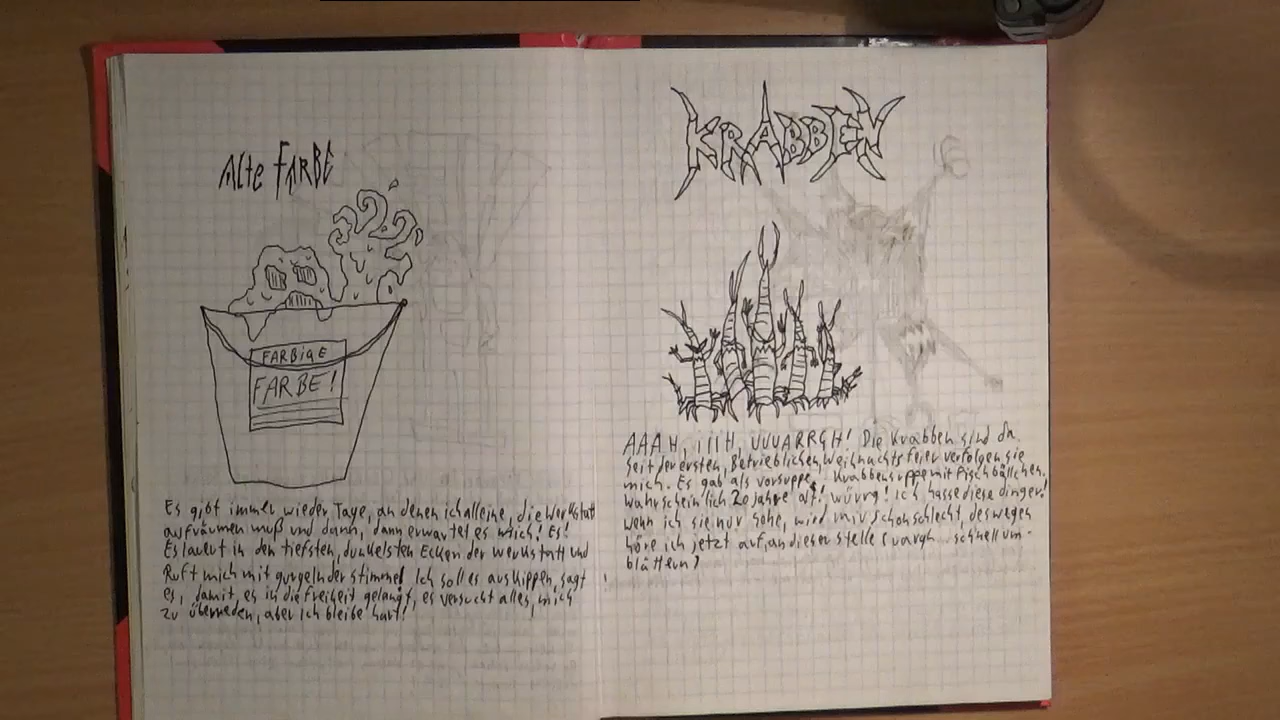 Alte FARBE
FARBIGE
FARBE!
Es gibt immer wieder Tage, an denen ich alleine, die Werkstatt
aufräumen muß und dann, dann erwartet es mich! Es!
Es lauert in den tiefsten, dunkelsten Ecken der Werkstatt und
Ruft mich mit gurgelnder stimme! Ich soll es auskippen, sagt
es, damit, es in die Freiheit gelangt, es versucht alles, mich
zu überreden, aber ich bleibe hart!
KRABBEN
AAAH, iiiH, UUUARRGH! Die Krabben sind da.
Seit der ersten, Betrieblichen, Weihnachtsfeier verfolgen sie
mich. Es gab als vorsuppe, Krabbensuppe mit Fischbällchen.
Wahrscheinlich 20 Jahre alt! würrg! Ich hasse diese dinger!
wenn ich sie nur sehe, wird mir schon schlecht, deswegen
höre ich jetzt auf, an dieser stelle (uargh... schnell um-
blättern)